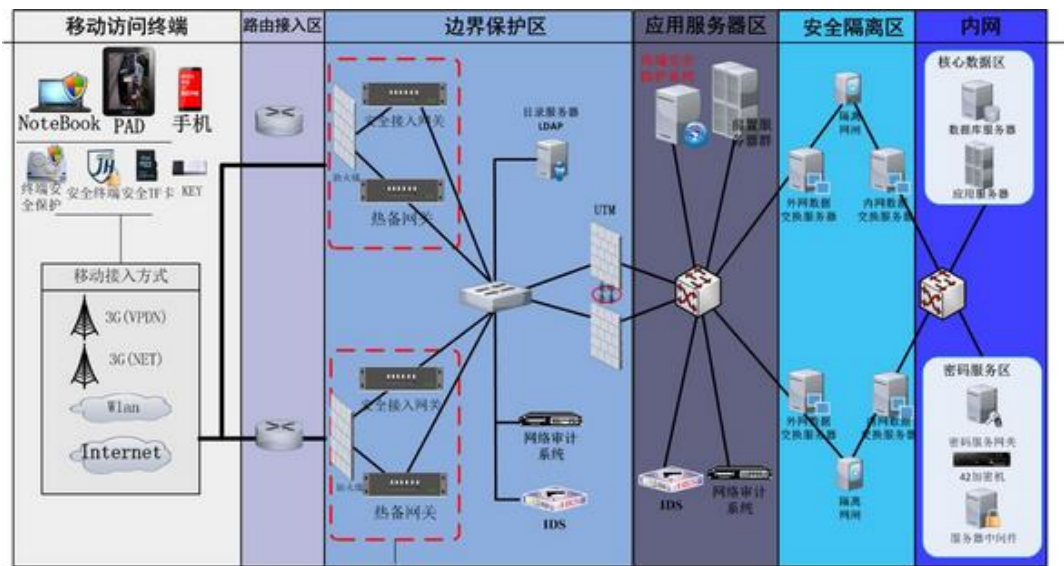 移动访问终端
路由接入区
边界保护区
应用服务器区
安全隔离区
内网
NoteBook
PAD
手机
终端安
全保护
安全终端
安全TF卡
KEY
移动接入方式
3G(VPDN)
3G(NET)
Wlan
Internet
安全接入网关
防火墙
热备网关
目录服务器
LDAP
UTM
安全接入网关
防火墙
热备网关
网络审计
系统
IDS
终端安全
保护系统
前置服
务器群
IDS
网络审计
系统
隔离
网闸
外网数据
交换服务器
内网数据
交换服务器
外网数据
交换服务器
内网数据
交换服务器
隔离
网闸
核心数据区
数据库服务器
应用服务器
密码服务区
密码服务网关
42加密机
服务器中间件